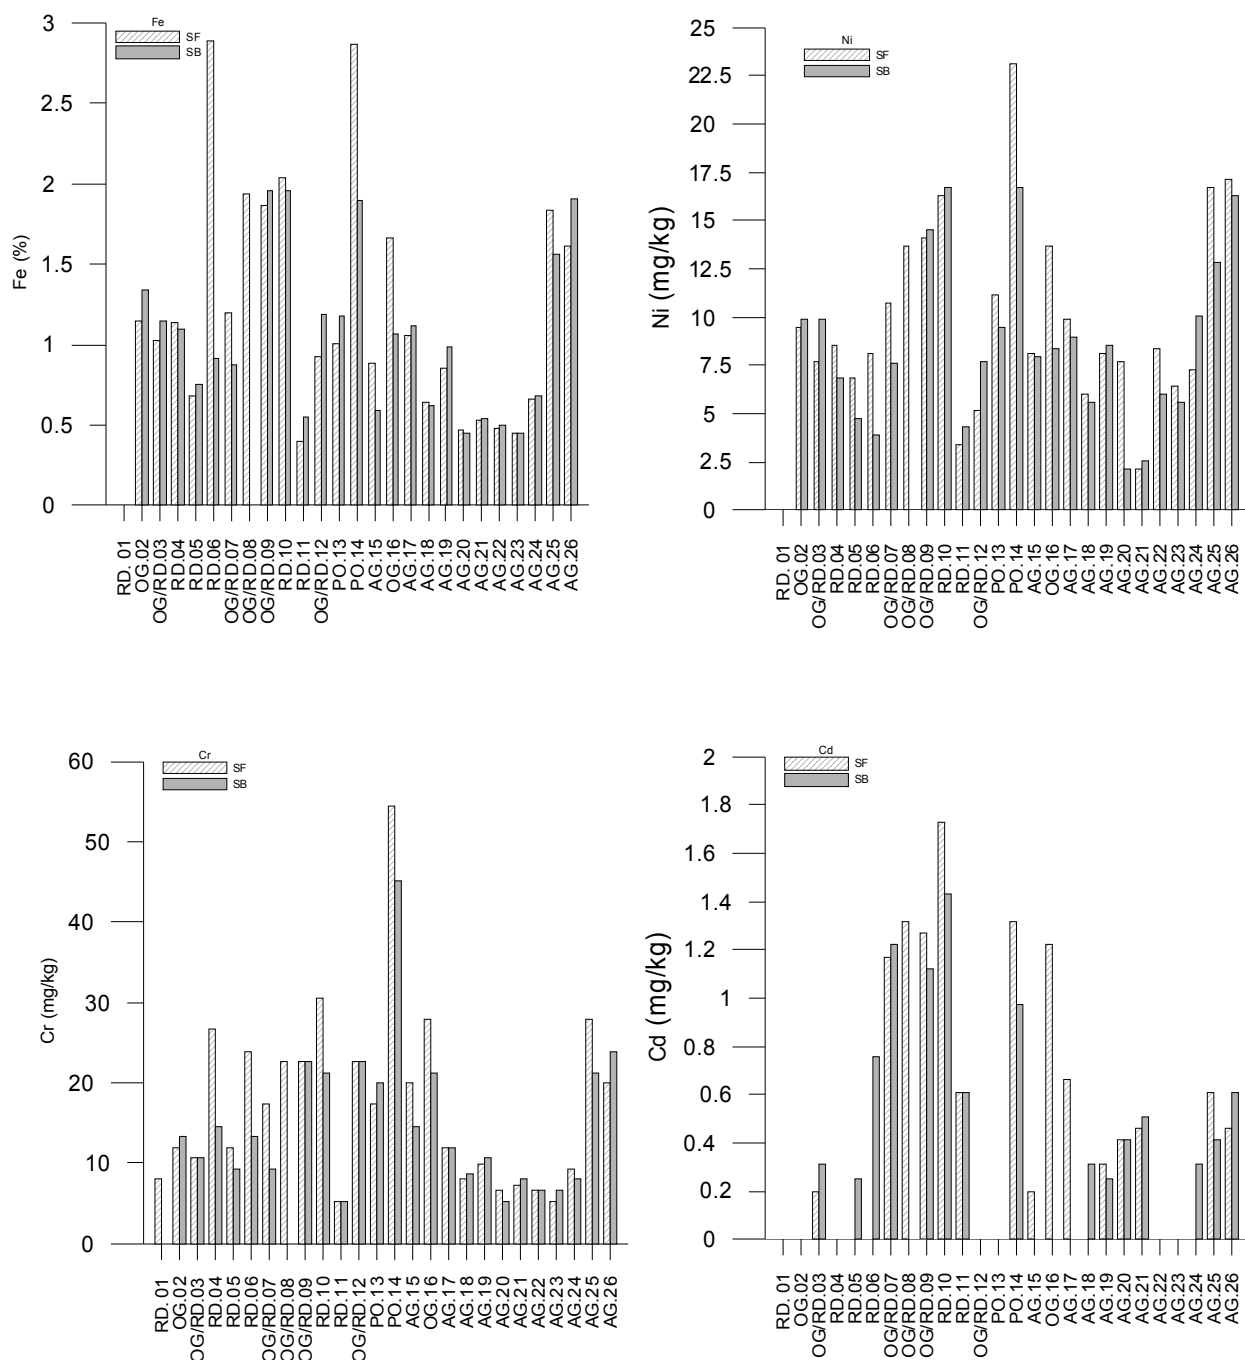 Fe
SF
SB
3
2.5
2
1.5
1
0.5
0
Fe (%)
RD. 01
OG.02
OG/RD.03
RD.04
RD.05
RD.06
OG/RD.07
OG/RD.08
OG/RD.09
RD.10
RD.11
OG/RD.12
PO.13
PO.14
AG.15
OG.16
AG.17
AG.18
AG.19
AG.20
AG.21
AG.22
AG.23
AG.24
AG.25
AG.26
Ni
SF
SB
25
22.5
20
17.5
15
12.5
10
7.5
5
2.5
0
Ni (mg/kg)
RD. 01
OG.02
OG/RD.03
RD.04
RD.05
RD.06
OG/RD.07
OG/RD.08
OG/RD.09
RD.10
RD.11
OG/RD.12
PO.13
PO.14
AG.15
OG.16
AG.17
AG.18
AG.19
AG.20
AG.21
AG.22
AG.23
AG.24
AG.25
AG.26
Cr
SF
SB
60
50
40
30
20
10
0
Cr (mg/kg)
RD. 01
OG.02
OG/RD.03
RD.04
RD.05
RD.06
OG/RD.07
OG/RD.08
OG/RD.09
RD.10
RD.11
OG/RD.12
PO.13
PO.14
AG.15
OG.16
AG.17
AG.18
AG.19
AG.20
AG.21
AG.22
AG.23
AG.24
AG.25
AG.26
Cd
SF
SB
2
1.8
1.6
1.4
1.2
1
0.8
0.6
0.4
0.2
0
Cd (mg/kg)
RD. 01
OG.02
OG/RD.03
RD.04
RD.05
RD.06
OG/RD.07
OG/RD.08
OG/RD.09
RD.10
RD.11
OG/RD.12
PO.13
PO.14
AG.15
OG.16
AG.17
AG.18
AG.19
AG.20
AG.21
AG.22
AG.23
AG.24
AG.25
AG.26